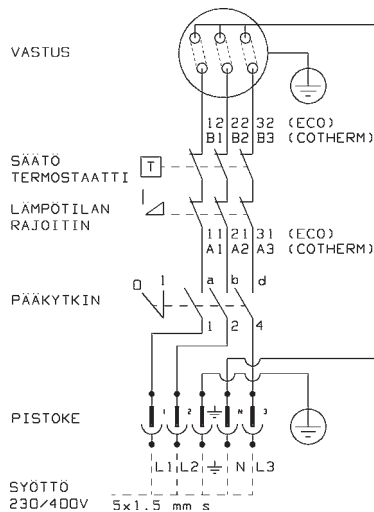 VASTUS
12 22 32 (ECO)
B1 B2 B3 (COTHERM)
SÄÄTÖ
TERMOSTAATTI
T
LÄMPÖTILAN
RAJOITIN
11 21 31 (ECO)
A1 A2 A3 (COTHERM)
0 1 a b d
PÄÄKYTKIN
1 2 4
PISTOKE
1 2 N 3
L1 L2 N L3
SYÖTTÖ
230/400V 5x1.5 mm s